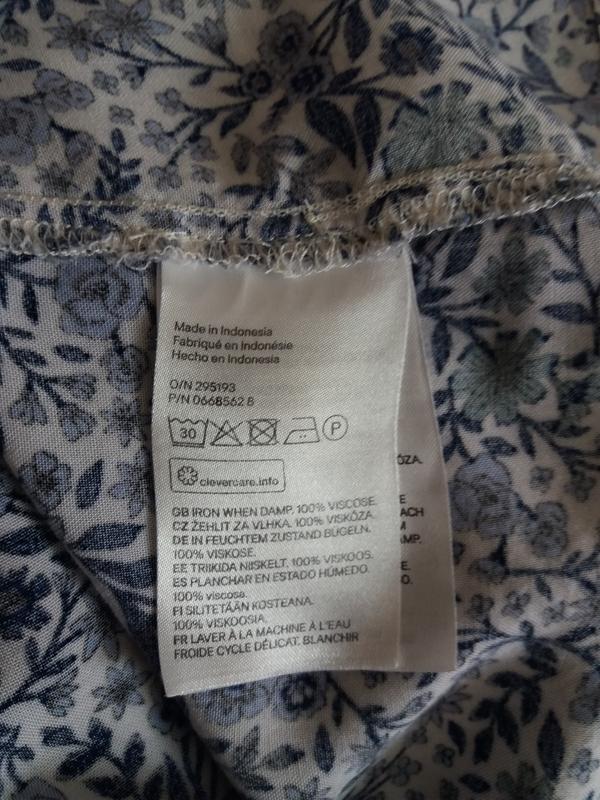 Made in Indonesia
Fabriqué en Indonésie
Hecho en Indonesia
O/N 295193
P/N 0668562 8
30 P
clevercare.info
GB IRON WHEN DAMP. 100% VISCOSE.
CZ ŽEHLIT ZA VLHKA. 100% VISKÓZA.
DE IN FEUCHTEM ZUSTAND BÜGELN.
100% VISKOSE.
EE TRIIKIDA NIISKELT. 100% VISKOOS.
ES PLANCHAR EN ESTADO HÚMEDO.
100% viscosa.
FI SILITETÄÄN KOSTEANA.
100% VISKOOSIA.
FR LAVER À LA MACHINE À L'EAU
FROIDE CYCLE DÉLICAT. BLANCHIR
ÓZA.
E
ACH
M
AMP.
E.
O.